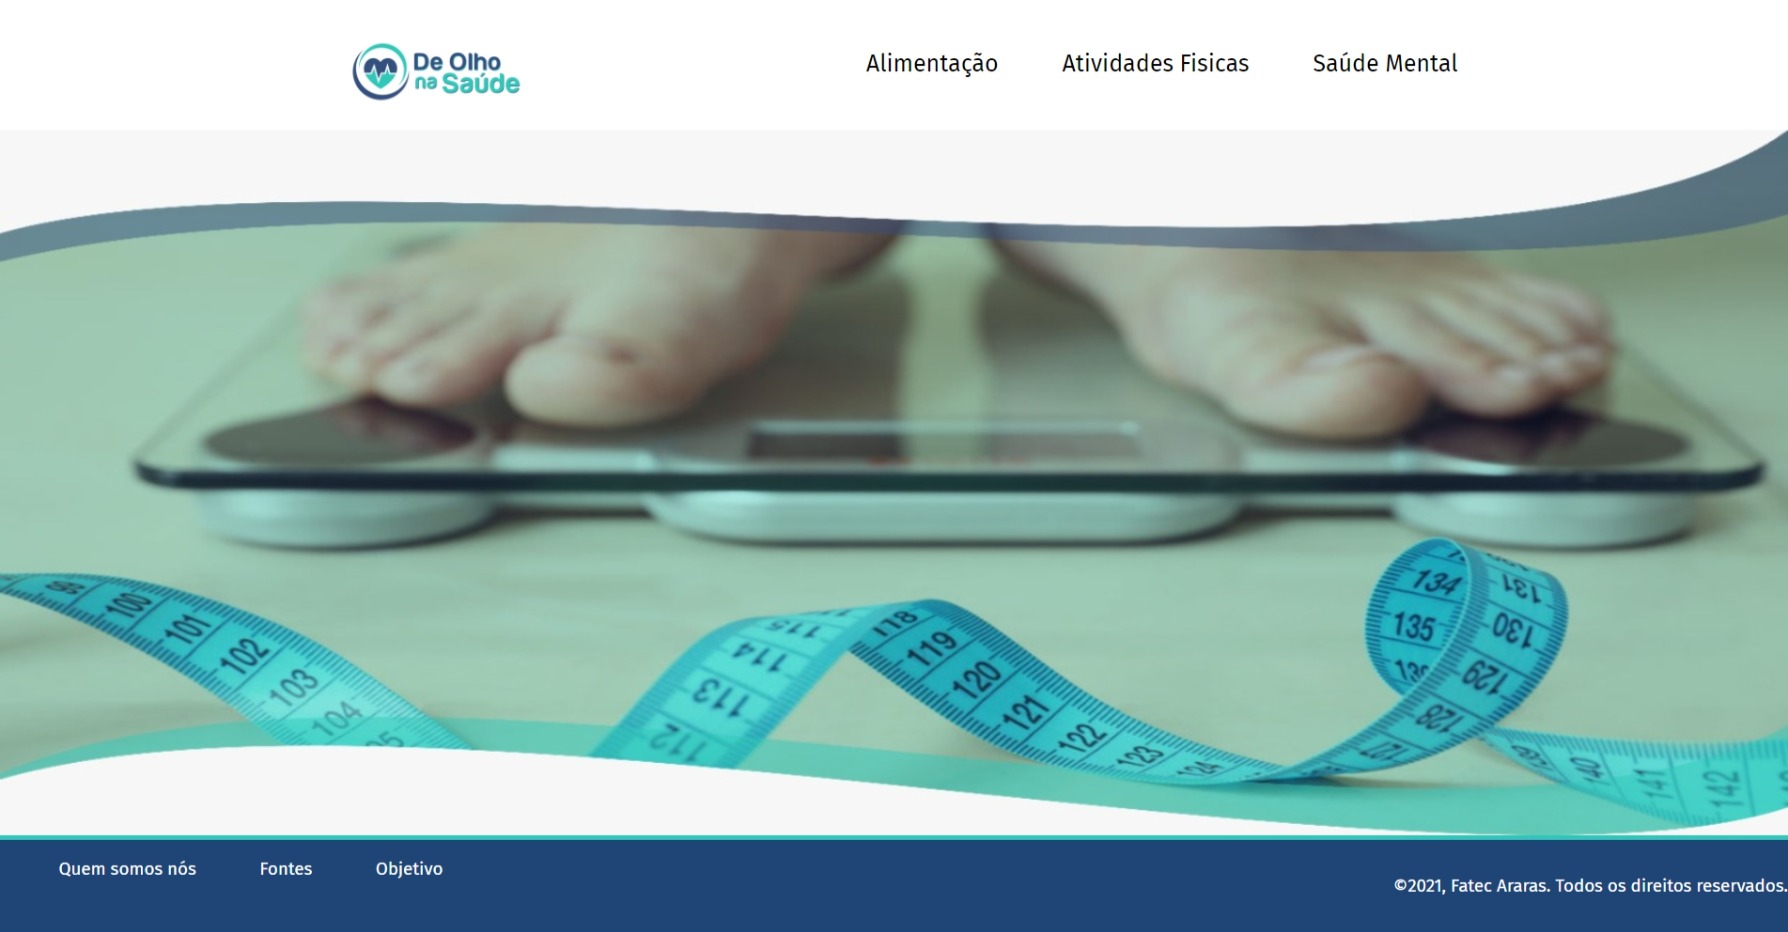 De Olho
na Saúde
Alimentação
Atividades Fisicas
Saúde Mental
99 100 101 102 103 104
112 113 114 115 118 119 120 121 122 123 124
134 135 131 130 129 128 127
140 141 142
Quem somos nós
Fontes
Objetivo
©2021, Fatec Araras. Todos os direitos reservados.